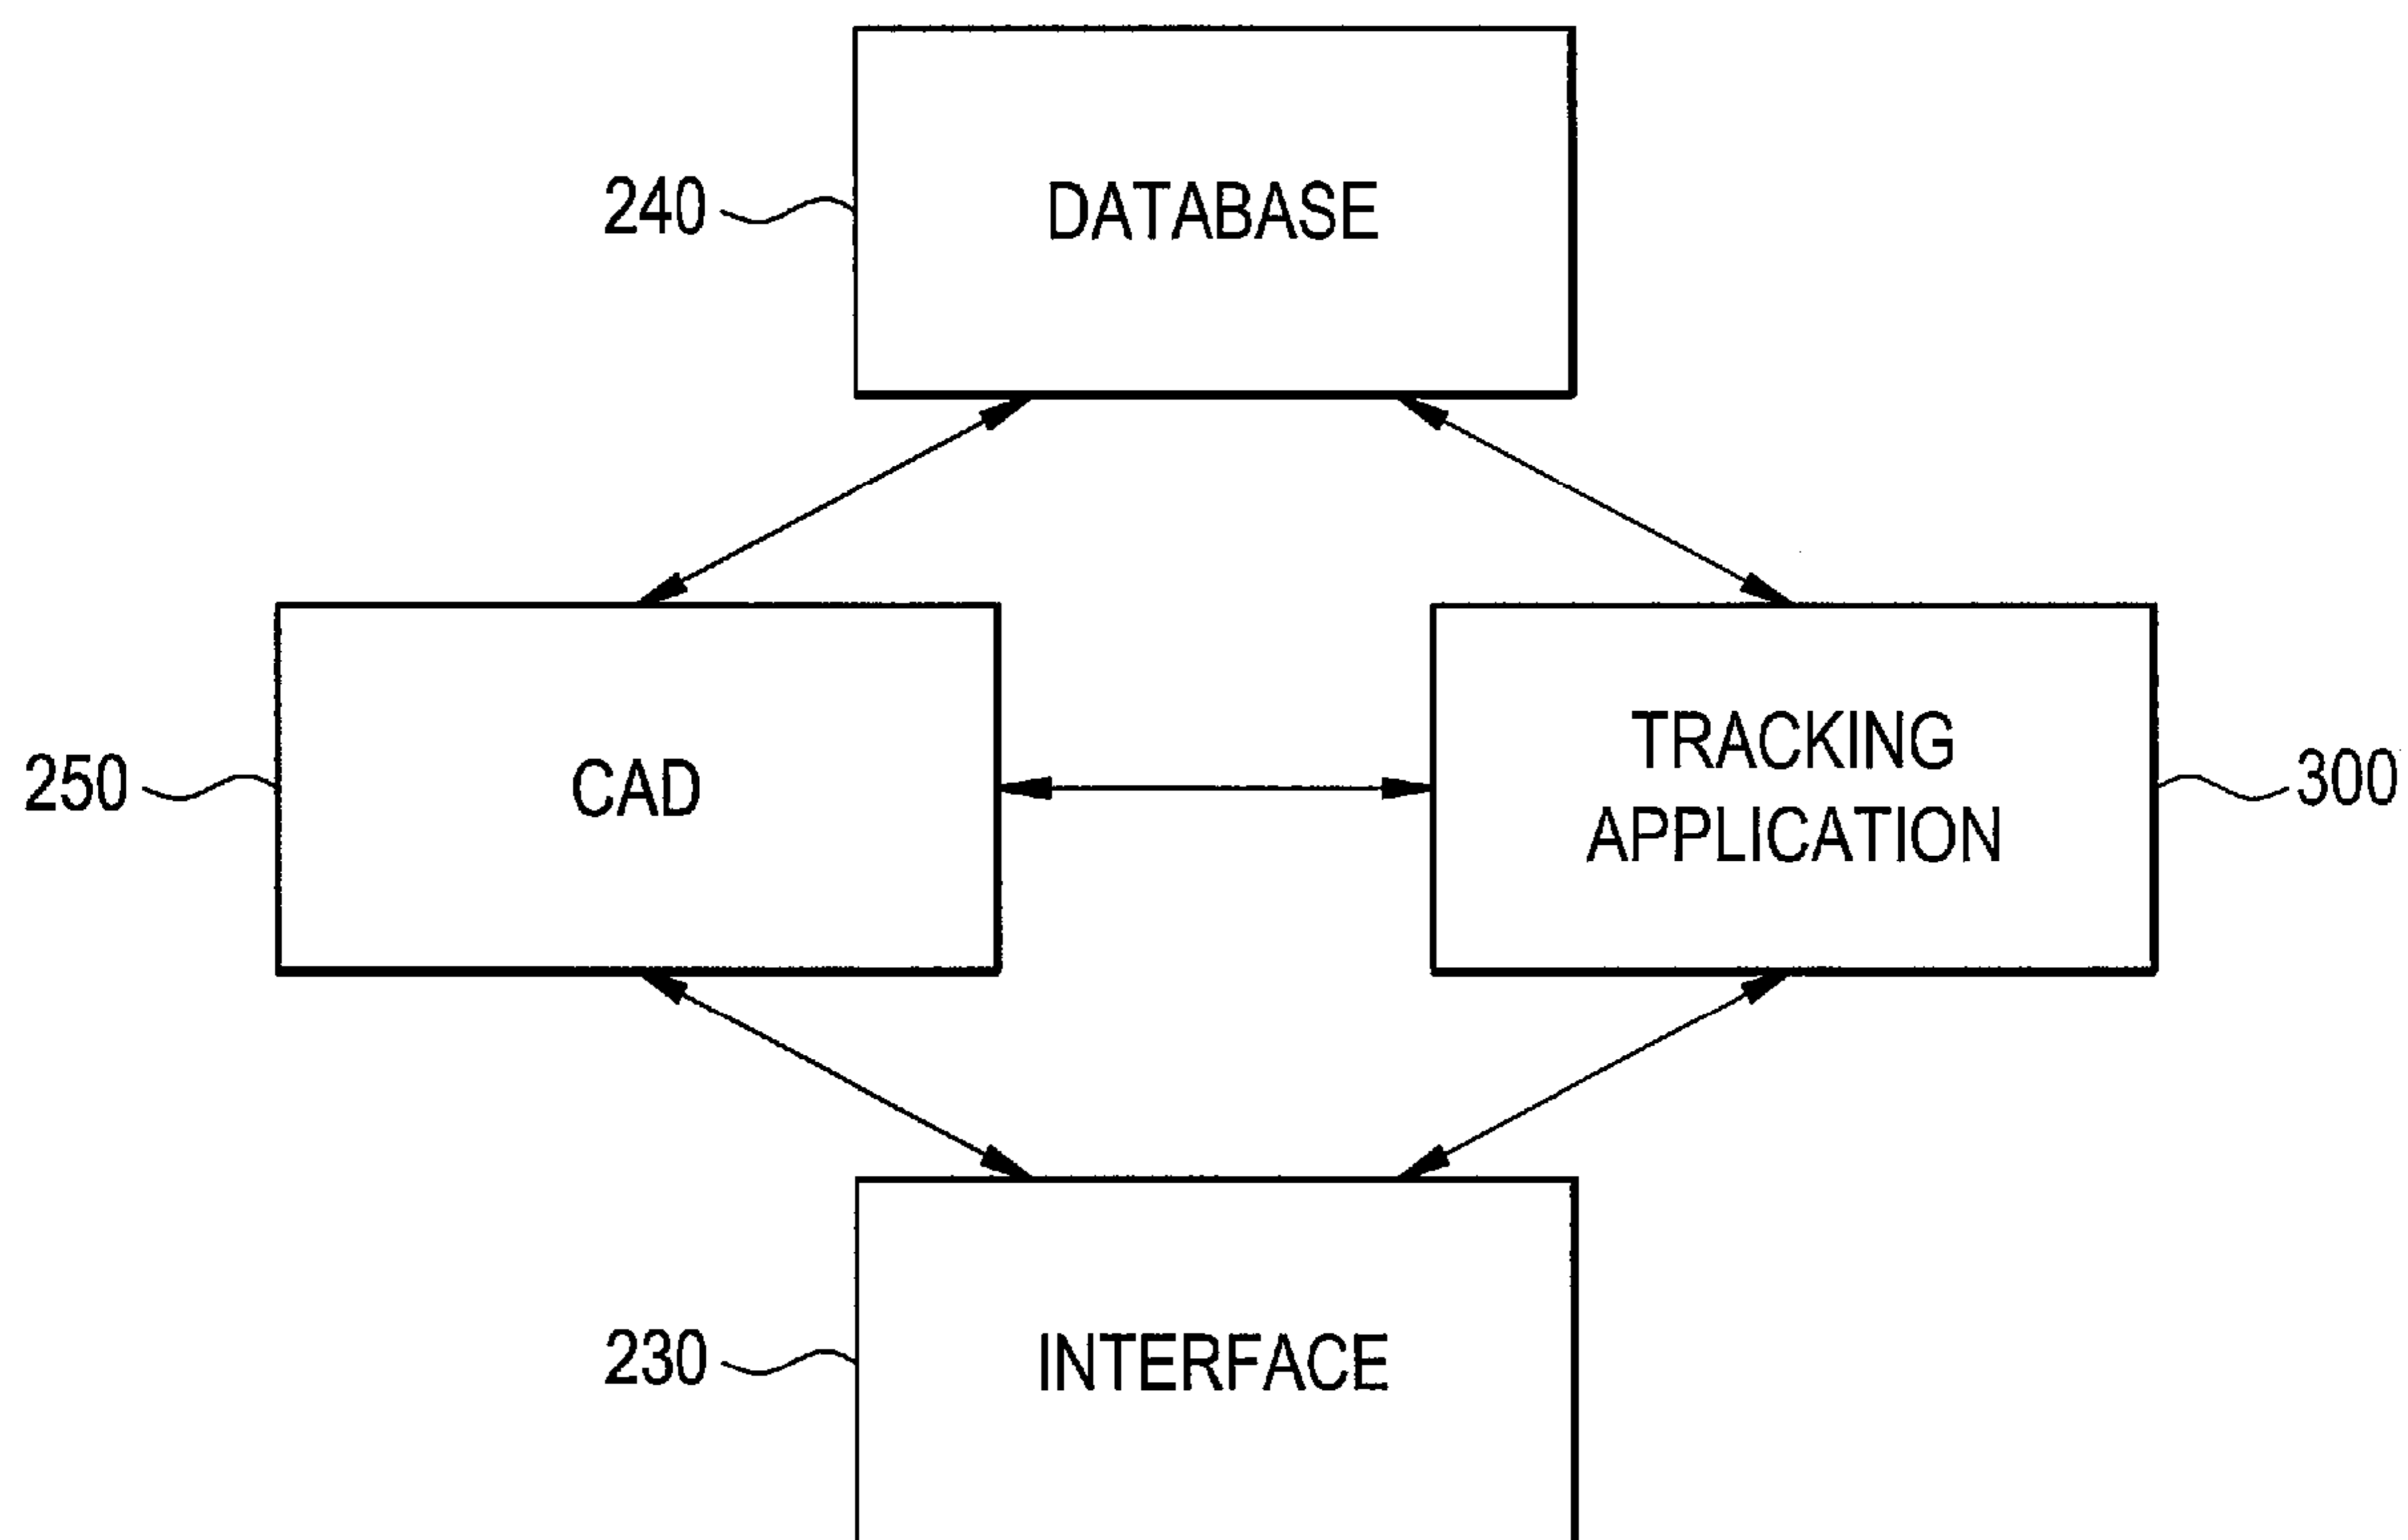 DATABASE
240
CAD
250
TRACKING
APPLICATION
300
INTERFACE
230